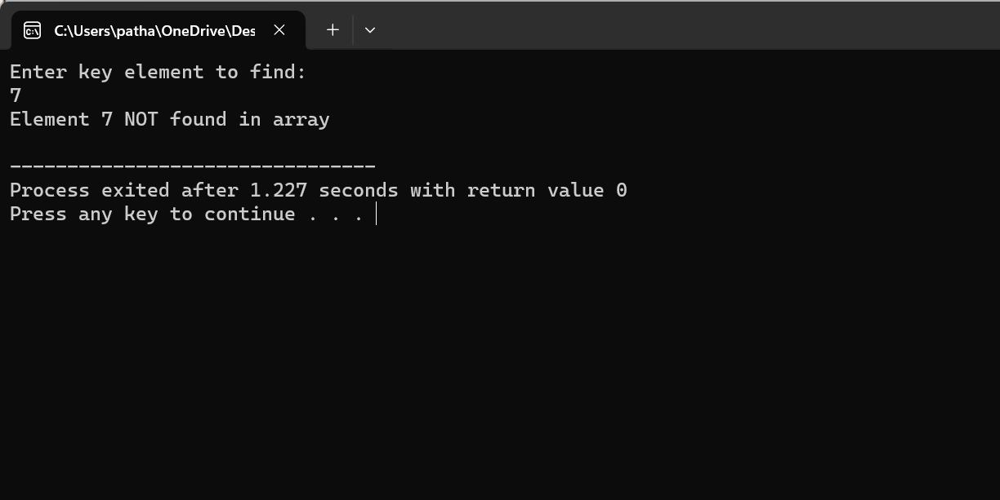 C:\Users\patha\OneDrive\Des
Enter key element to find:
7
Element 7 NOT found in array
--------------------------------
Process exited after 1.227 seconds with return value 0
Press any key to continue . . .